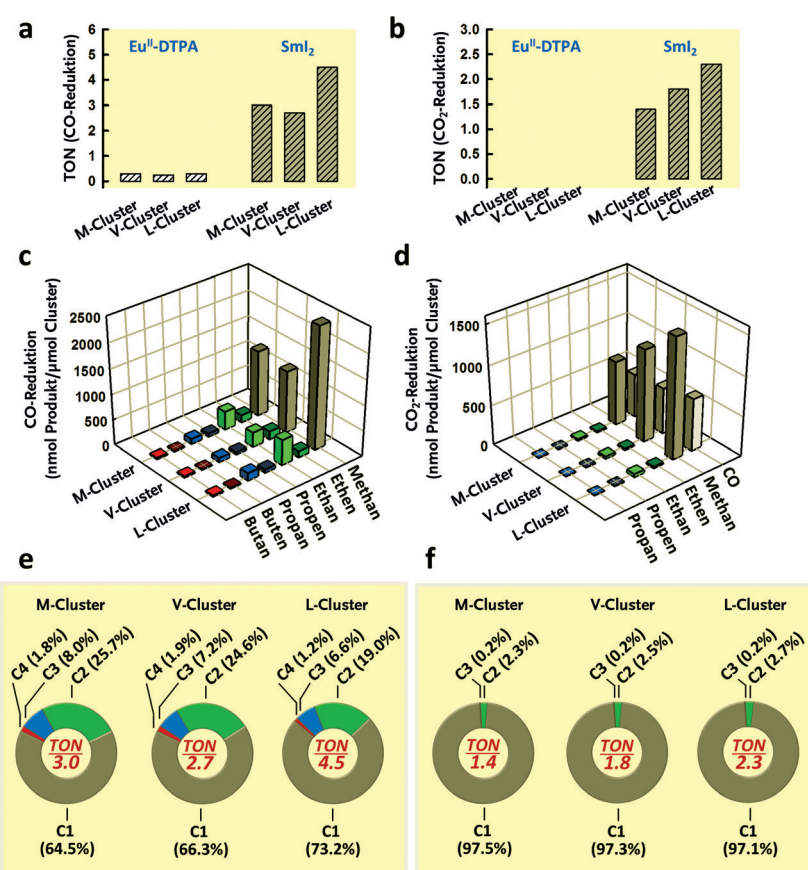 a
TON (CO-Reduktion)
6
5
4
3
2
1
0
Eu^II-DTPA
SmI₂
M-Cluster
V-Cluster
L-Cluster
M-Cluster
V-Cluster
L-Cluster
b
TON (CO₂-Reduktion)
3.0
2.5
2.0
1.5
1.0
0.5
0.0
Eu^II-DTPA
SmI₂
M-Cluster
V-Cluster
L-Cluster
M-Cluster
V-Cluster
L-Cluster
c
CO-Reduktion
(nmol Produkt/µmol Cluster)
2500
2000
1500
1000
500
0
M-Cluster
V-Cluster
L-Cluster
Butan
Buten
Propan
Propen
Ethan
Ethen
Methan
d
CO₂-Reduktion
(nmol Produkt/µmol Cluster)
1500
1000
500
0
M-Cluster
V-Cluster
L-Cluster
Propan
Propen
Ethan
Ethen
Methan
CO
e
M-Cluster
C4 (1.8%)
C3 (8.0%)
C2 (25.7%)
TON
3.0
C1
(64.5%)
V-Cluster
C4 (1.9%)
C3 (7.2%)
C2 (24.6%)
TON
2.7
C1
(66.3%)
L-Cluster
C4 (1.2%)
C3 (6.6%)
C2 (19.0%)
TON
4.5
C1
(73.2%)
f
M-Cluster
C3 (0.2%)
C2 (2.3%)
TON
1.4
C1
(97.5%)
V-Cluster
C3 (0.2%)
C2 (2.5%)
TON
1.8
C1
(97.3%)
L-Cluster
C3 (0.2%)
C2 (2.7%)
TON
2.3
C1
(97.1%)